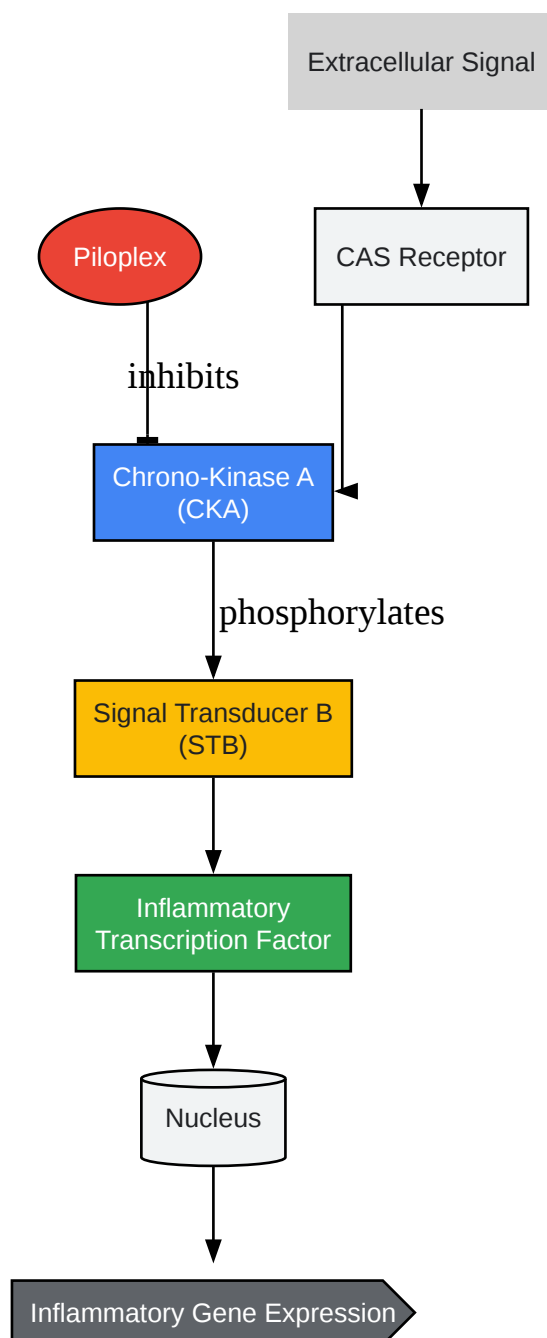 Extracellular Signal
Piloplex
CAS Receptor
inhibits
Chrono-Kinase A
(CKA)
phosphorylates
Signal Transducer B
(STB)
Inflammatory
Transcription Factor
Nucleus
Inflammatory Gene Expression